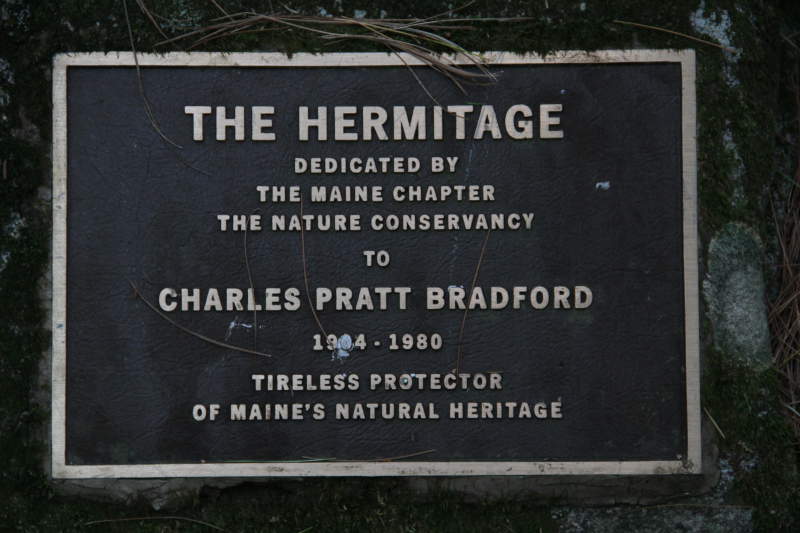 THE HERMITAGE
DEDICATED BY
THE MAINE CHAPTER
THE NATURE CONSERVANCY
TO
CHARLES PRATT BRADFORD
- 1980
TIRELESS PROTECTOR
OF MAINE'S NATURAL HERITAGE